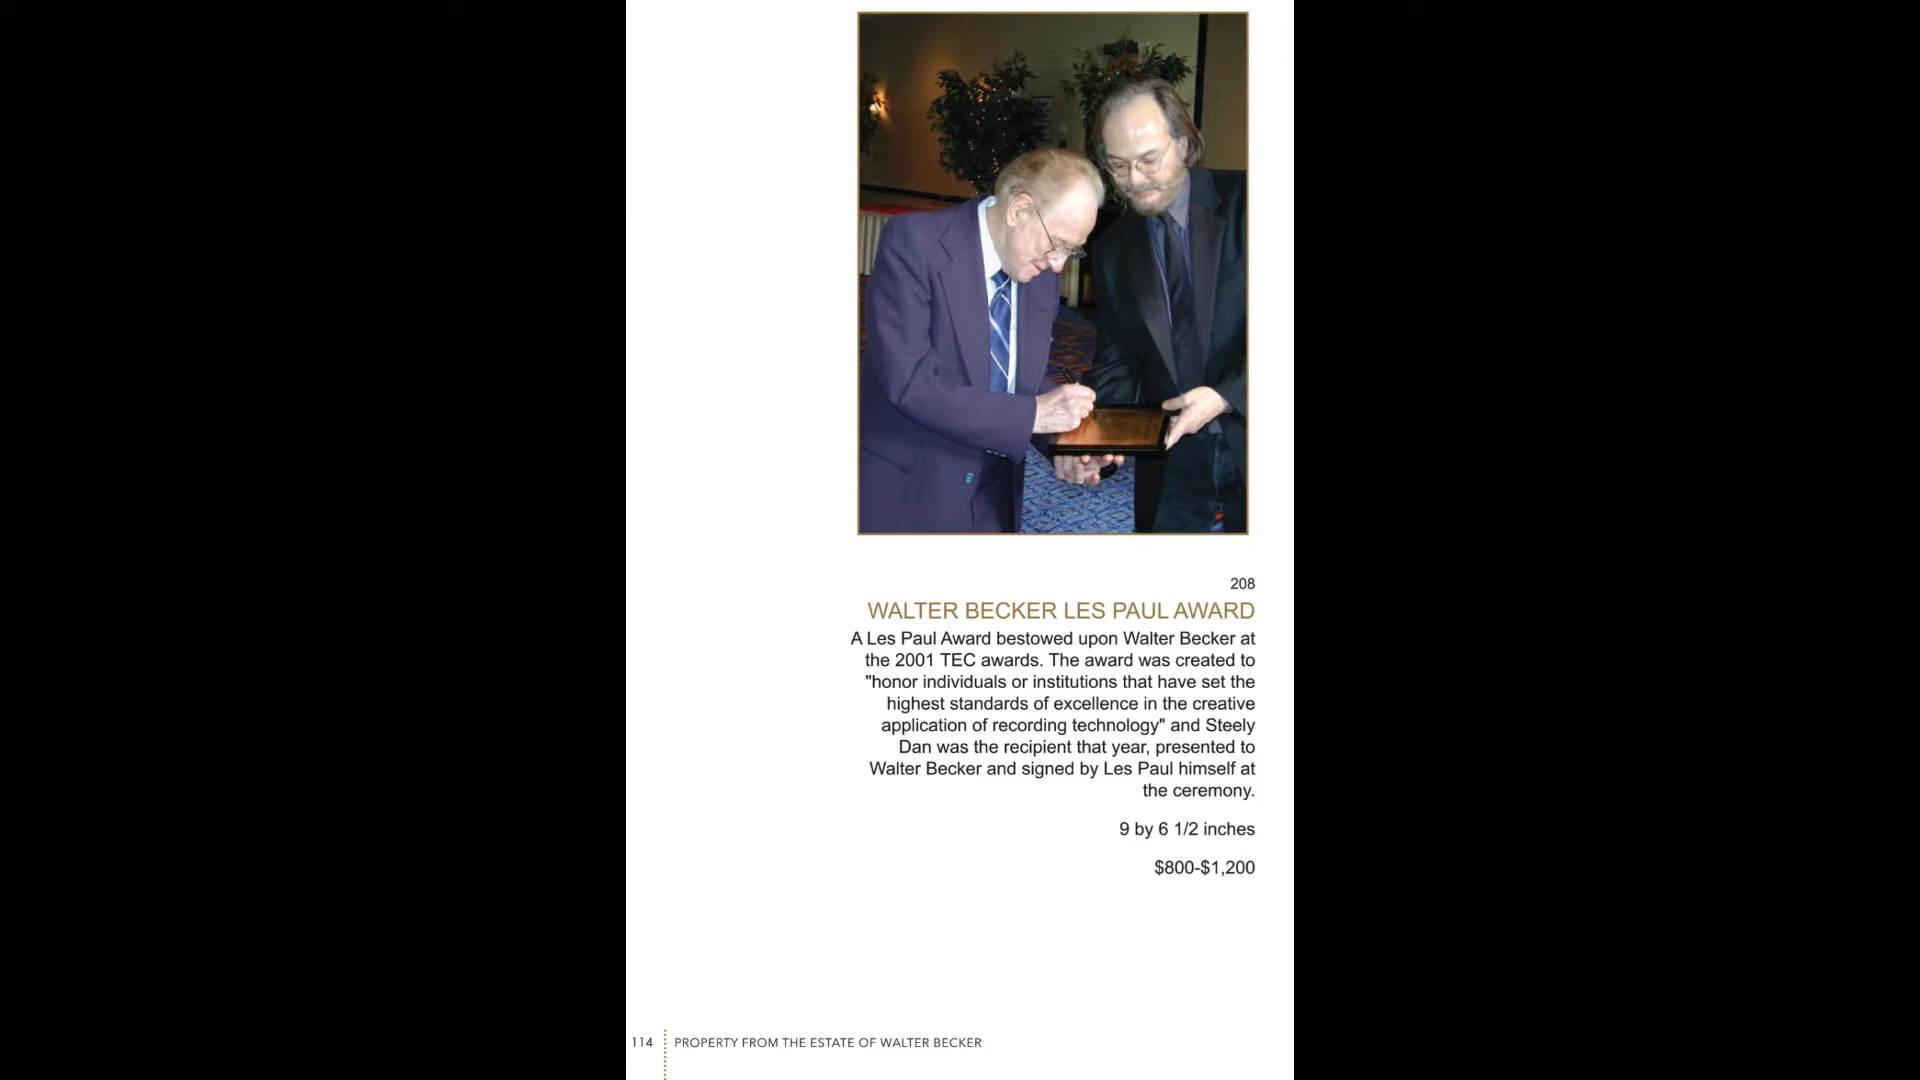 208
WALTER BECKER LES PAUL AWARD
A Les Paul Award bestowed upon Walter Becker at
the 2001 TEC awards. The award was created to
"honor individuals or institutions that have set the
highest standards of excellence in the creative
application of recording technology" and Steely
Dan was the recipient that year, presented to
Walter Becker and signed by Les Paul himself at
the ceremony.
9 by 6 1/2 inches
$800-$1,200
114
PROPERTY FROM THE ESTATE OF WALTER BECKER